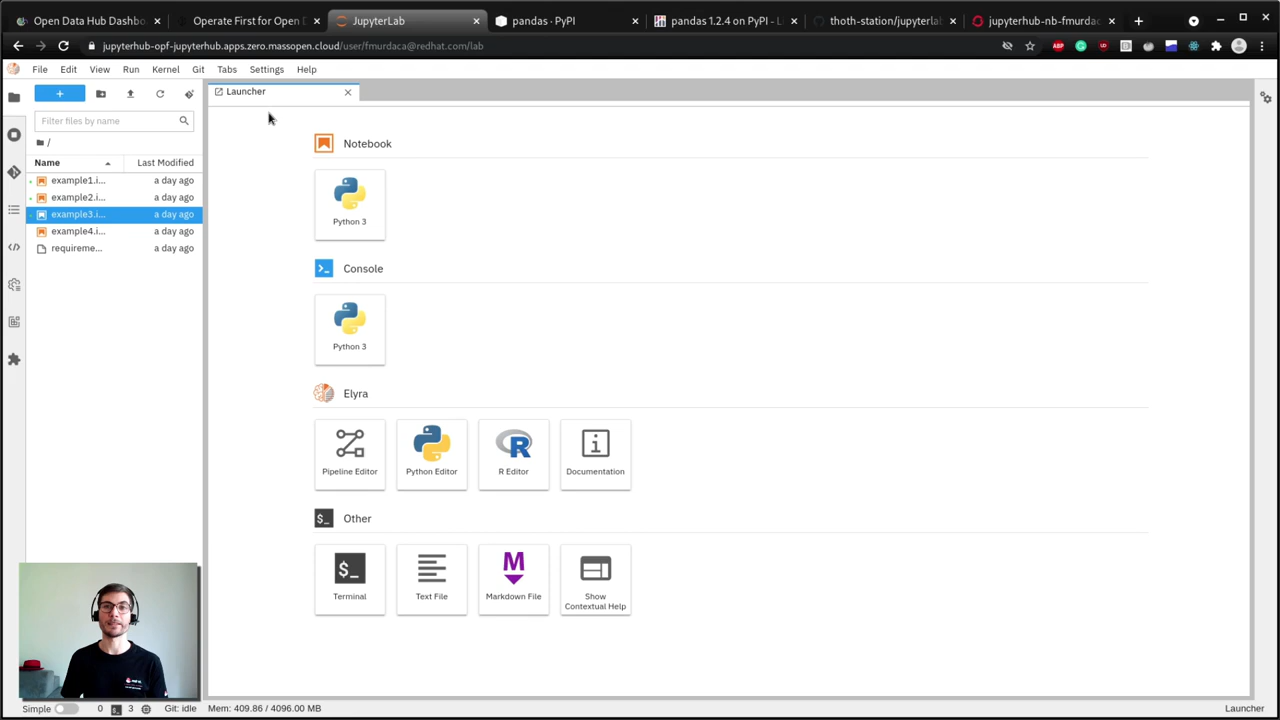 Open Data Hub Dashbo
Operate First for Open D
JupyterLab
pandas · PyPI
pandas 1.2.4 on PyPI - L
thoth-station/jupyterlab
jupyterhub-nb-fmurdac
jupyterhub-opf-jupyterhub.apps.zero.massopen.cloud/user/fmurdaca@redhat.com/lab
File Edit View Run Kernel Git Tabs Settings Help
Launcher
Filter files by name
/
Name Last Modified
example1.i... a day ago
example2.i... a day ago
example3.i... a day ago
example4.i... a day ago
requireme... a day ago
Notebook
Python 3
Console
Python 3
Elyra
Pipeline Editor
Python Editor
R Editor
Documentation
Other
$_
Terminal
Text File
Markdown File
Show
Contextual Help
Simple 0 3 Git: idle Mem: 409.86 / 4096.00 MB Launcher